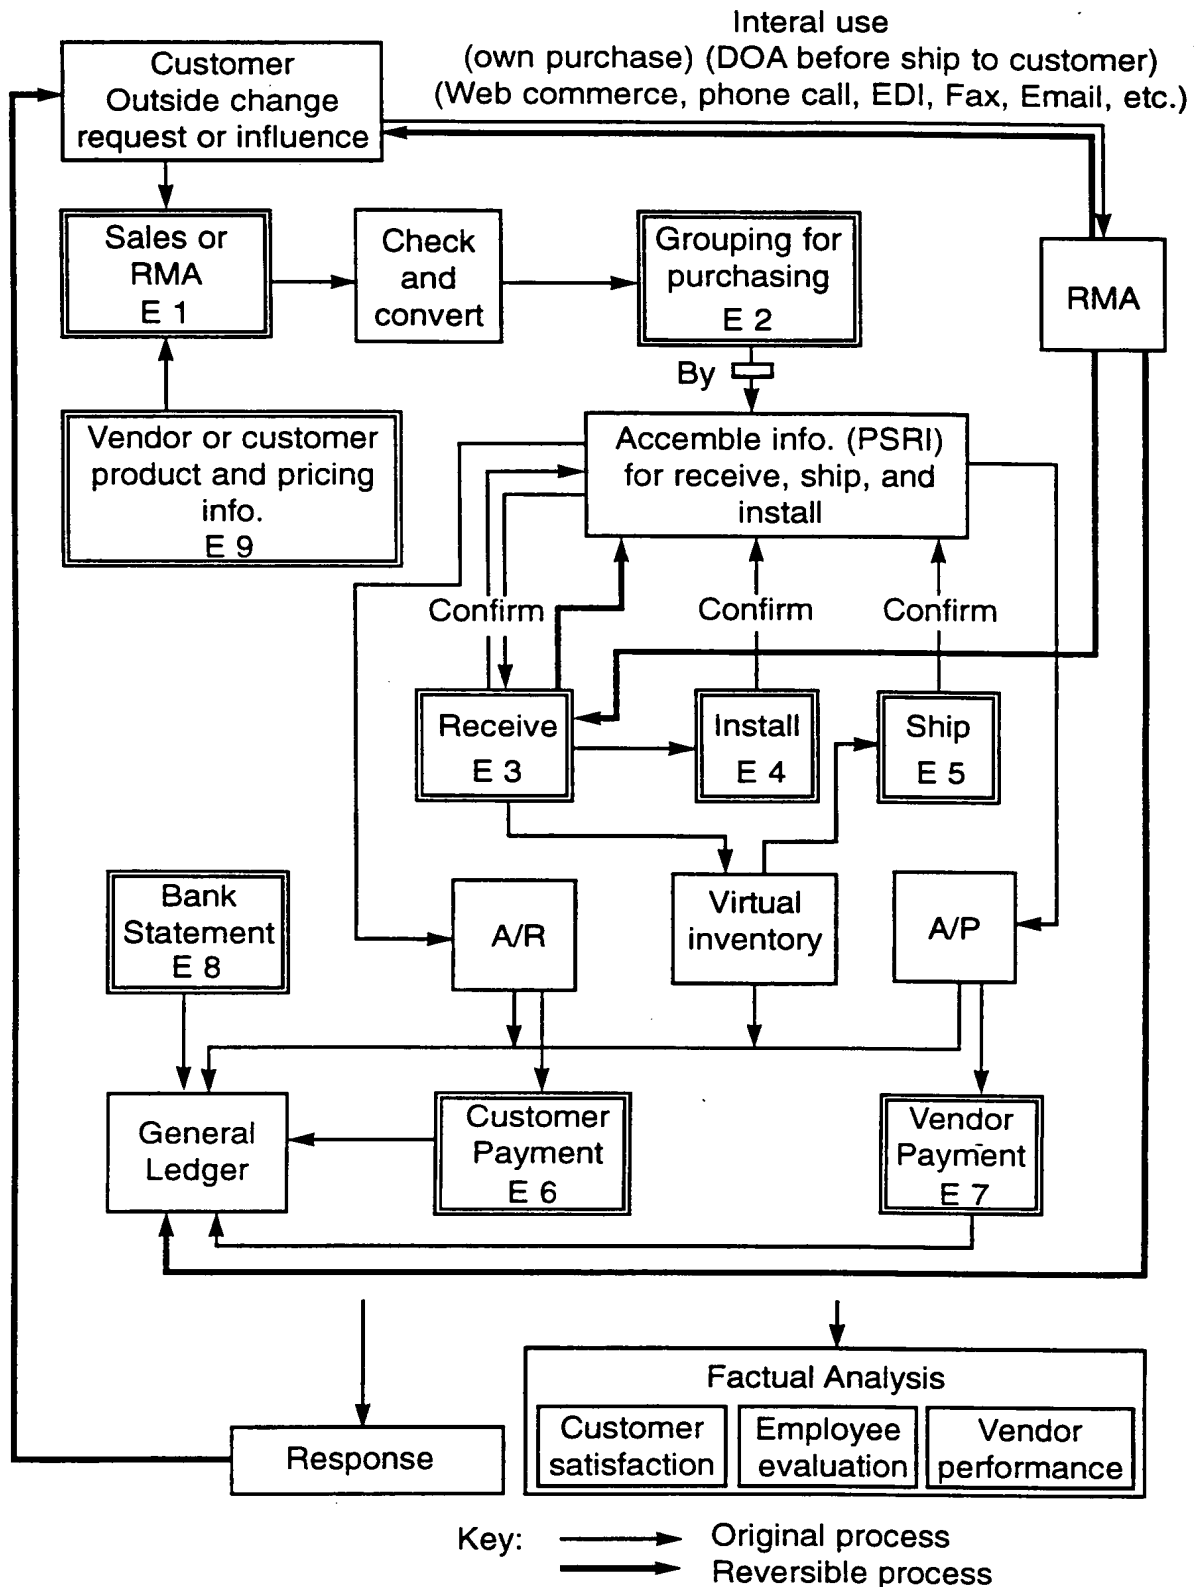 Interal use
(own purchase) (DOA before ship to customer)
(Web commerce, phone call, EDI, Fax, Email, etc.)
Customer
Outside change
request or influence
Sales or
RMA
E 1
Check
and
convert
Grouping for
purchasing
E 2
RMA
By
Vendor or customer
product and pricing
info.
E 9
Accemble info. (PSRI)
for receive, ship, and
install
Confirm
Confirm
Confirm
Receive
E 3
Install
E 4
Ship
E 5
Bank
Statement
E 8
A/R
Virtual
inventory
A/P
General
Ledger
Customer
Payment
E 6
Vendor
Payment
E 7
Response
Factual Analysis
Customer
satisfaction
Employee
evaluation
Vendor
performance
Key:
Original process
Reversible process